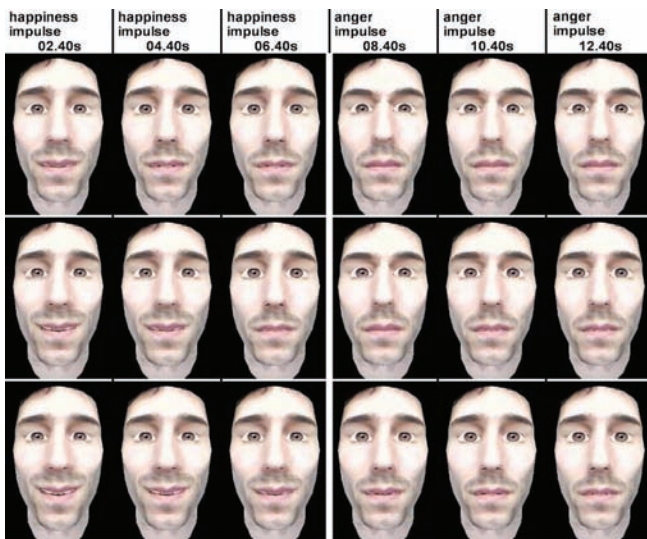 happiness impulse 02.40s
happiness impulse 04.40s
happiness impulse 06.40s
anger impulse 08.40s
anger impulse 10.40s
anger impulse 12.40s